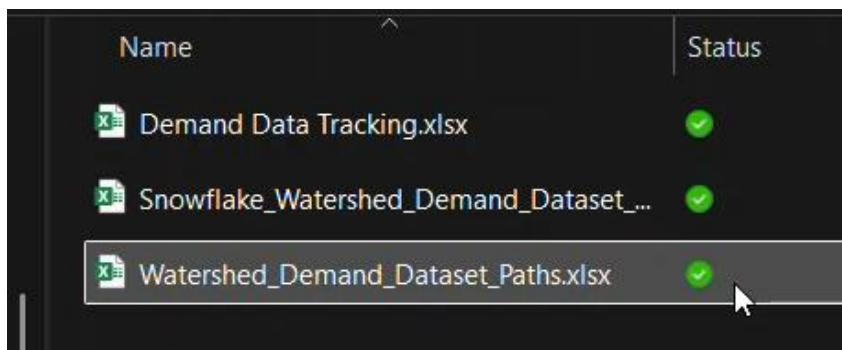 Name Status
Demand Data Tracking.xlsx
Snowflake_Watershed_Demand_Dataset_...
Watershed_Demand_Dataset_Paths.xlsx